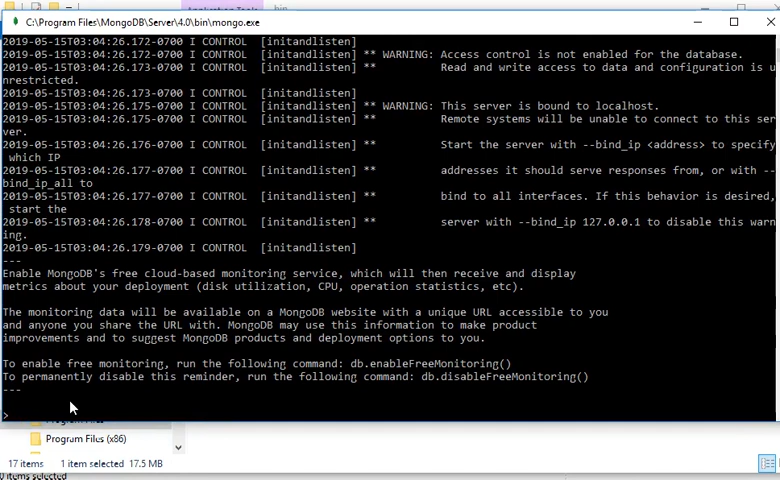 Application Tools
bin
C:\Program Files\MongoDB\Server\4.0\bin\mongo.exe
2019-05-15T03:04:26.172-0700 I CONTROL  [initandlisten]
2019-05-15T03:04:26.172-0700 I CONTROL  [initandlisten] ** WARNING: Access control is not enabled for the database.
2019-05-15T03:04:26.173-0700 I CONTROL  [initandlisten] **          Read and write access to data and configuration is u
nrestricted.
2019-05-15T03:04:26.173-0700 I CONTROL  [initandlisten]
2019-05-15T03:04:26.175-0700 I CONTROL  [initandlisten] ** WARNING: This server is bound to localhost.
2019-05-15T03:04:26.175-0700 I CONTROL  [initandlisten] **          Remote systems will be unable to connect to this ser
ver.
2019-05-15T03:04:26.176-0700 I CONTROL  [initandlisten] **          Start the server with --bind_ip <address> to specify
 which IP
2019-05-15T03:04:26.177-0700 I CONTROL  [initandlisten] **          addresses it should serve responses from, or with --
bind_ip_all to
2019-05-15T03:04:26.177-0700 I CONTROL  [initandlisten] **          bind to all interfaces. If this behavior is desired,
 start the
2019-05-15T03:04:26.178-0700 I CONTROL  [initandlisten] **          server with --bind_ip 127.0.0.1 to disable this warn
ing.
2019-05-15T03:04:26.179-0700 I CONTROL  [initandlisten]
---
Enable MongoDB's free cloud-based monitoring service, which will then receive and display
metrics about your deployment (disk utilization, CPU, operation statistics, etc).
The monitoring data will be available on a MongoDB website with a unique URL accessible to you
and anyone you share the URL with. MongoDB may use this information to make product
improvements and to suggest MongoDB products and deployment options to you.
To enable free monitoring, run the following command: db.enableFreeMonitoring()
To permanently disable this reminder, run the following command: db.disableFreeMonitoring()
---
>
Program Files
Program Files (x86)
17 items
1 item selected  17.5 MB
0 items selected